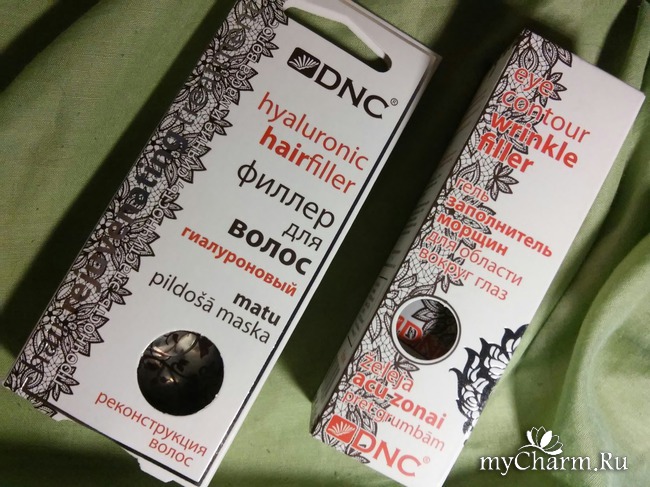 DNC®
hyaluronic
hairfiller
филлер
для
волос
гиалуроновый
matu
pildošā maska
реконструкция
волос
eye
contour
wrinkle
filler
гель
заполнитель
морщин
для области
вокруг глаз
želeja
acu zonai
pret grumbām
DNC®
myCharm.Ru